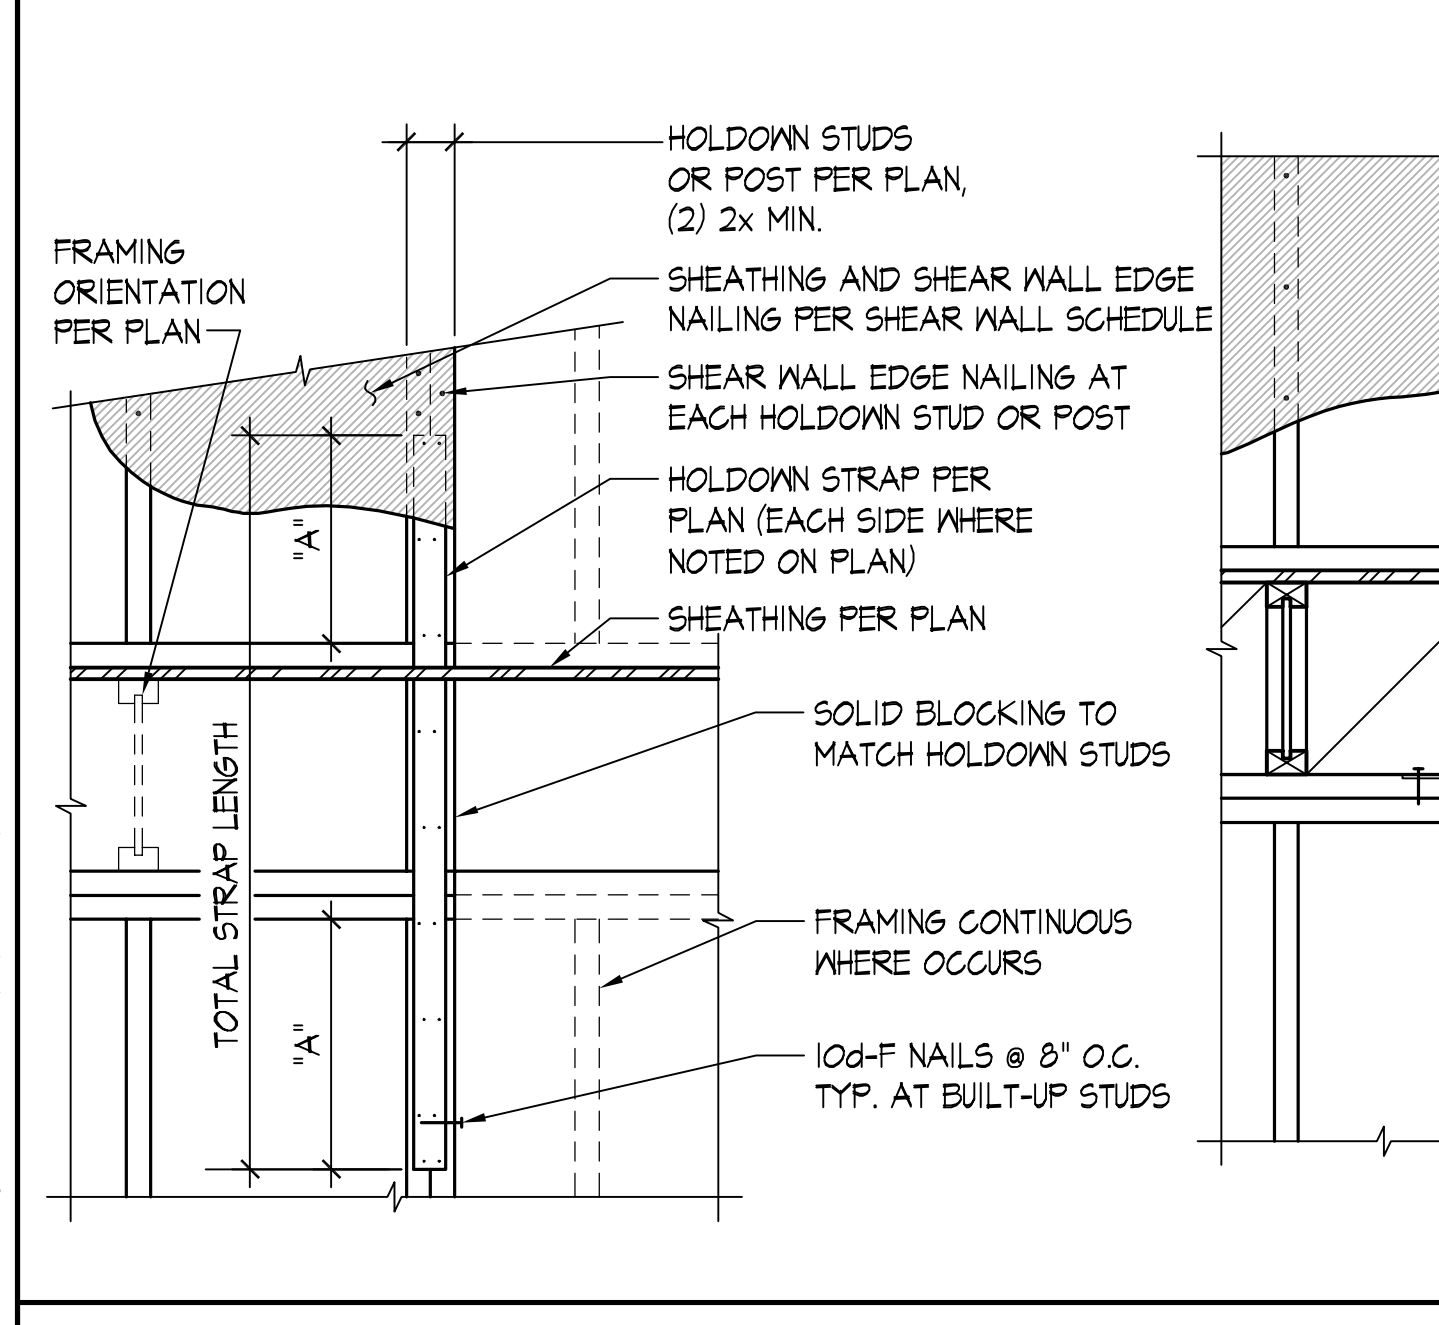 HOLDOWN STUDS
OR POST PER PLAN,
(2) 2x MIN.
FRAMING
ORIENTATION
PER PLAN
SHEATHING AND SHEAR WALL EDGE
NAILING PER SHEAR WALL SCHEDULE
SHEAR WALL EDGE NAILING AT
EACH HOLDOWN STUD OR POST
HOLDOWN STRAP PER
PLAN (EACH SIDE WHERE
NOTED ON PLAN)
"A"
SHEATHING PER PLAN
SOLID BLOCKING TO
MATCH HOLDOWN STUDS
TOTAL STRAP LENGTH
FRAMING CONTINUOUS
WHERE OCCURS
"A"
10d-F NAILS @ 8" O.C.
TYP. AT BUILT-UP STUDS